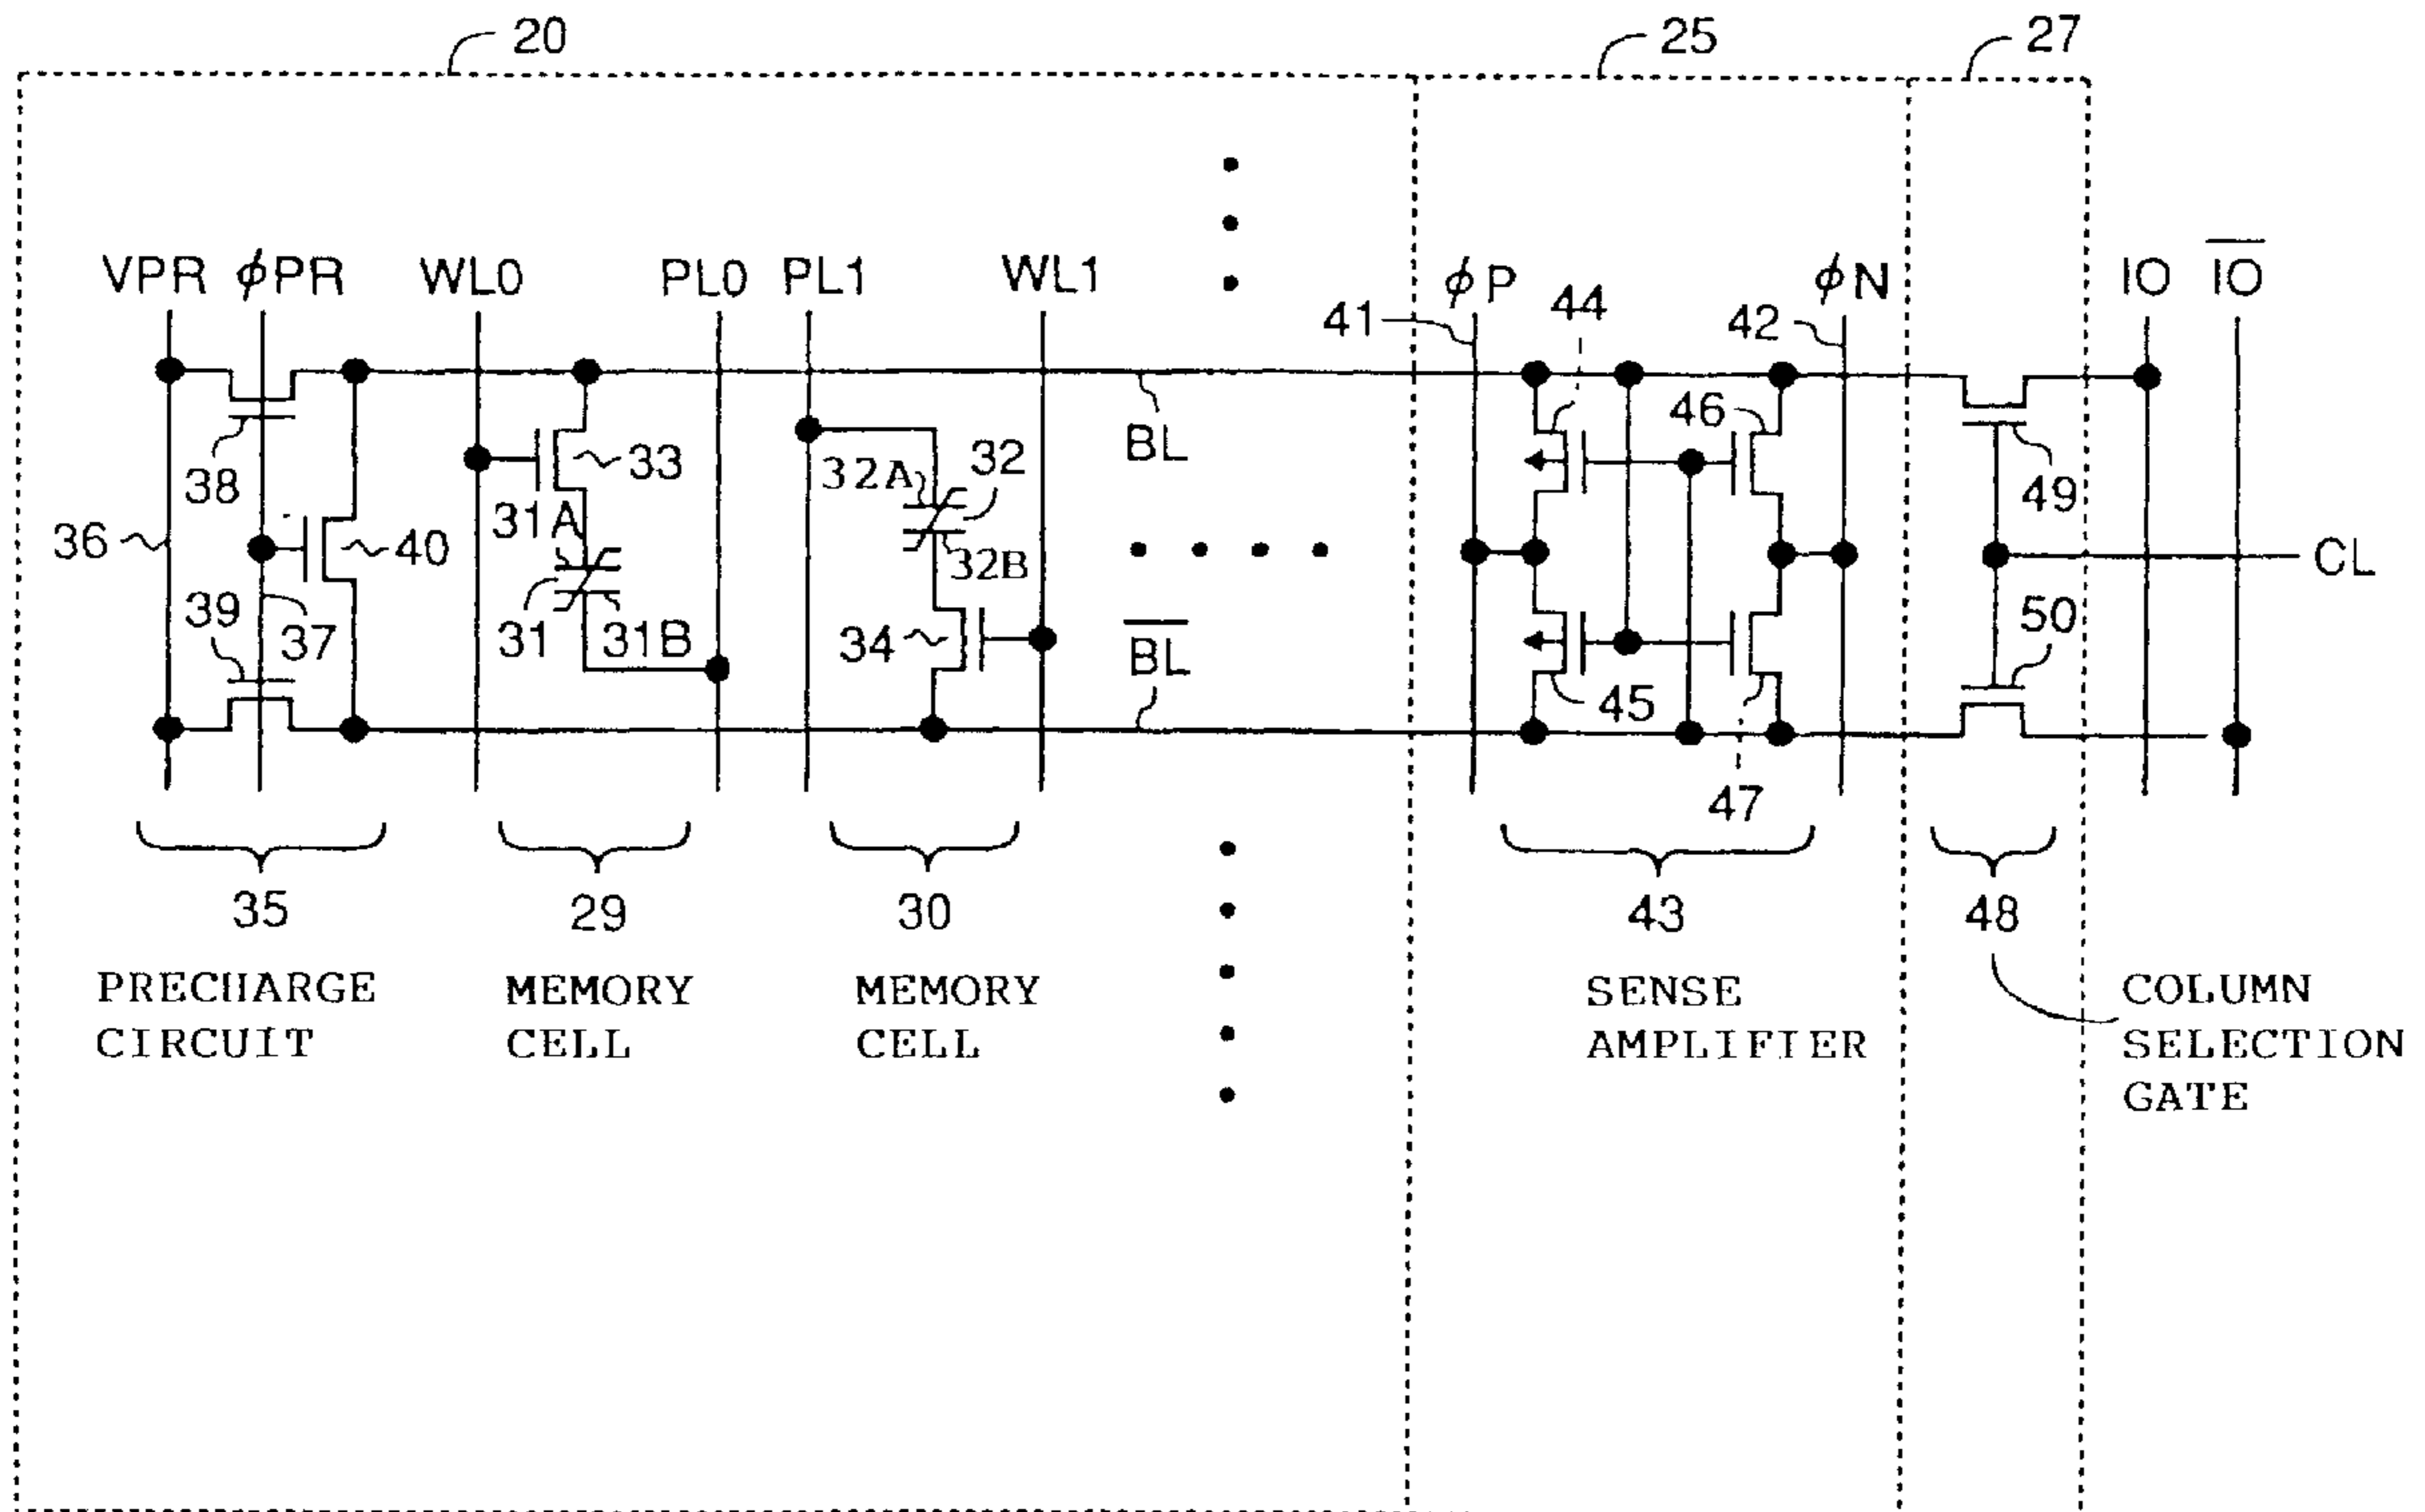 20
25
27
VPR
φPR
WL0
PL0
PL1
WL1
φP
φN
IO
I̅O̅
41
44
42
38
33
32A
32
BL
46
49
36
40
31A
32B
CL
39
37
31
31B
34
B̅L̅
45
50
47
35
29
30
43
48
PRECHARGE
CIRCUIT
MEMORY
CELL
MEMORY
CELL
SENSE
AMPLIFIER
COLUMN
SELECTION
GATE